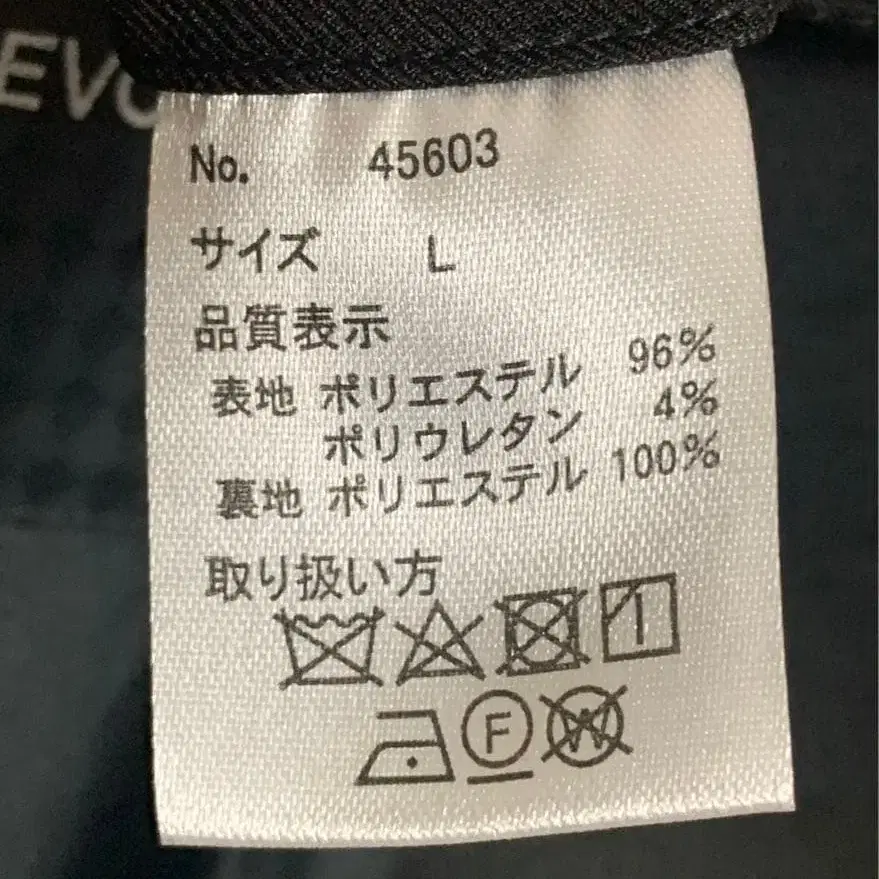 EVO
No. 45603
サイズ L
品質表示
表地 ポリエステル 96%
ポリウレタン 4%
裏地 ポリエステル 100%
取り扱い方
F W